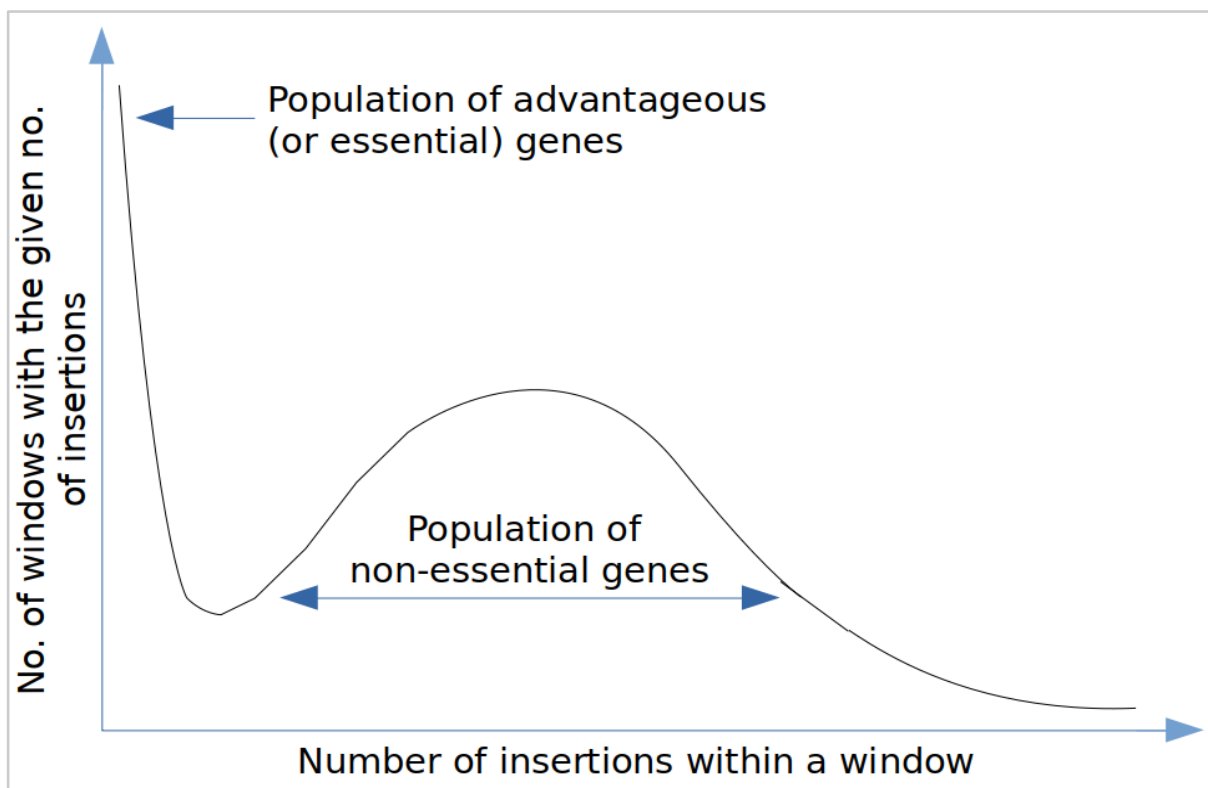 No. of windows with the given no.
of insertions
Population of advantageous
(or essential) genes
Population of
non-essential genes
Number of insertions within a window